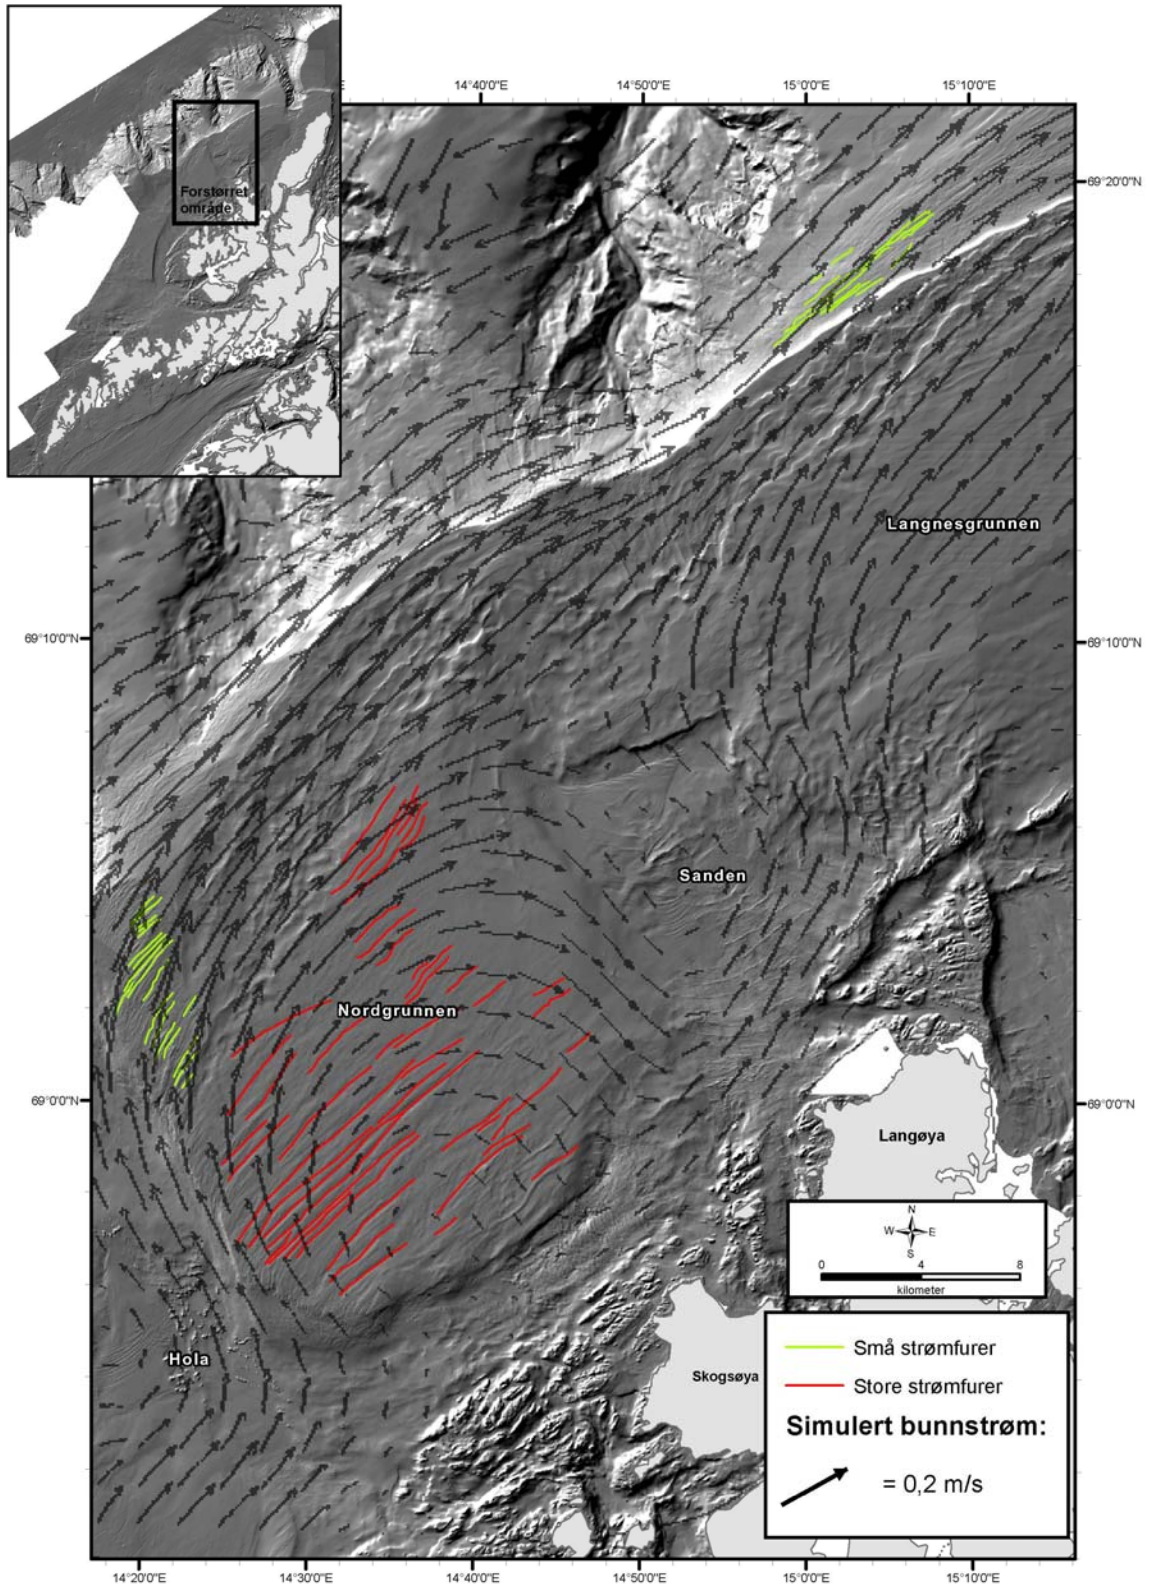 Forstørret
område
E
14°40'0"E
14°50'0"E
15°0'0"E
15°10'0"E
69°20'0"N
Langnesgrunnen
69°10'0"N
69°10'0"N
Sanden
Nordgrunnen
69°0'0"N
69°0'0"N
Langøya
N
W
E
S
0
4
8
kilometer
Hola
Skogsøya
Små strømfurer
Store strømfurer
Simulert bunnstrøm:
= 0,2 m/s
14°20'0"E
14°30'0"E
14°40'0"E
14°50'0"E
15°0'0"E
15°10'0"E